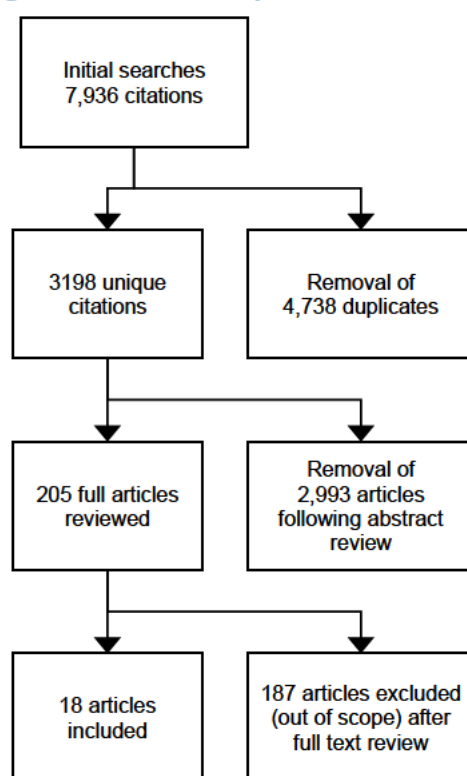 Initial searches
7,936 citations
3198 unique
citations
Removal of
4,738 duplicates
205 full articles
reviewed
Removal of
2,993 articles
following abstract
review
18 articles
included
187 articles excluded
(out of scope) after
full text review